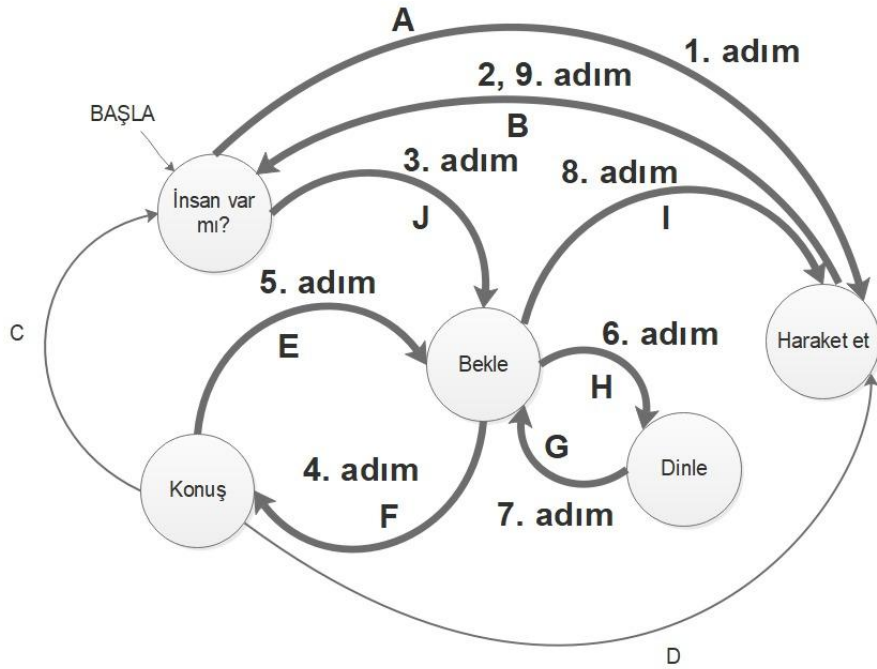 A
1. adım
2, 9. adım
B
BAŞLA
3. adım
8. adım
İnsan var
mı?
J
I
5. adım
C
E
6. adım
Haraket et
Bekle
H
G
4. adım
Dinle
Konuş
F
7. adım
D